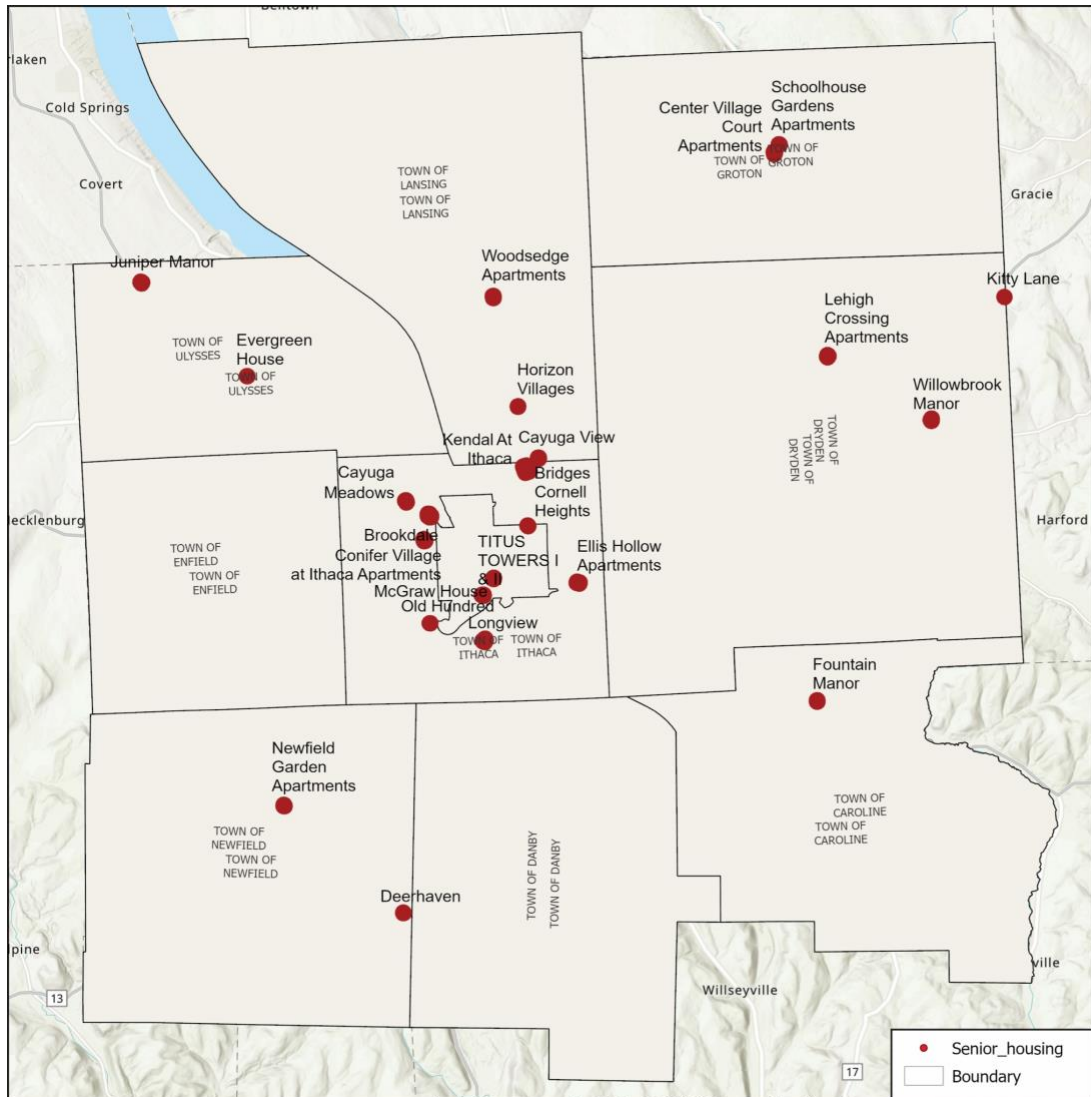 Cold Springs
Covert
Schoolhouse
Gardens
Apartments
Center Village
Court
Apartments
TOWN OF
GROTON
TOWN OF
GROTON
Gracie
TOWN OF
LANSING
TOWN OF
LANSING
Juniper Manor
Woodsedge
Apartments
Kitty Lane
Lehigh
Crossing
Apartments
TOWN OF
ULYSSES
Evergreen
House
TOWN OF
ULYSSES
Horizon
Villages
Willowbrook
Manor
TOWN OF
DRYDEN
TOWN OF
DRYDEN
Kendal At
Ithaca
Cayuga View
Cayuga
Meadows
Bridges
Cornell
Heights
Mecklenburg
Harford
Brookdale
TITUS
TOWERS I
& II
Conifer Village
at Ithaca Apartments
Ellis Hollow
Apartments
TOWN OF
ENFIELD
TOWN OF
ENFIELD
McGraw House
Old Hundred
Longview
TOWN OF
ITHACA
TOWN OF
ITHACA
Fountain
Manor
Newfield
Garden
Apartments
TOWN OF
CAROLINE
TOWN OF
CAROLINE
TOWN OF
NEWFIELD
TOWN OF
NEWFIELD
TOWN OF DANBY
TOWN OF DANBY
Deerhaven
lpine
ville
13
Willseyville
17
Senior_housing
Boundary